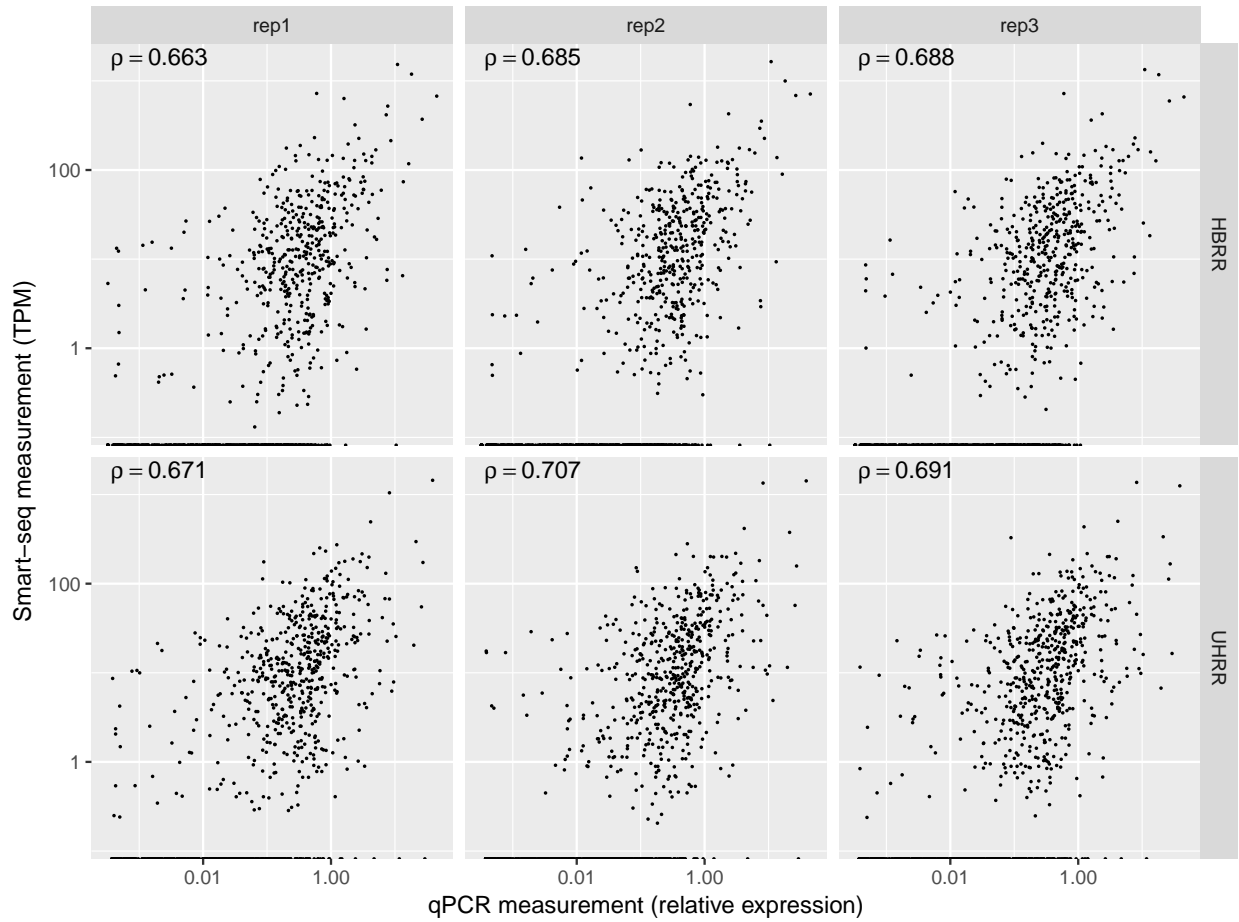 rep1 rep2 rep3
ρ = 0.663 ρ = 0.685 ρ = 0.688
100
1
HBRR
ρ = 0.671 ρ = 0.707 ρ = 0.691
100
1
UHRR
0.01 1.00 0.01 1.00 0.01 1.00
qPCR measurement (relative expression)
Smart−seq measurement (TPM)